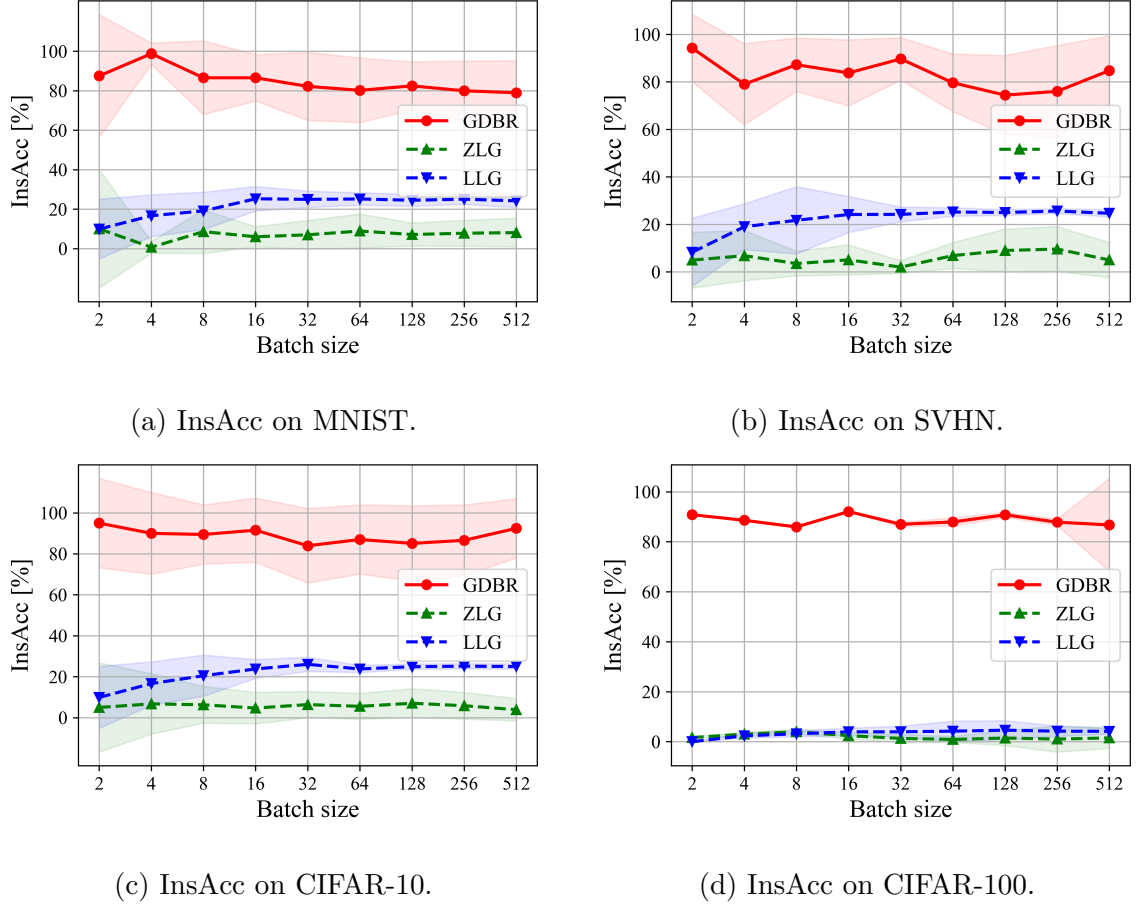 100
80
60
40
20
0
InsAcc [%]
GDBR
ZLG
LLG
2 4 8 16 32 64 128 256 512
Batch size
(a) InsAcc on MNIST.
100
80
60
40
20
0
InsAcc [%]
GDBR
ZLG
LLG
2 4 8 16 32 64 128 256 512
Batch size
(b) InsAcc on SVHN.
100
80
60
40
20
0
InsAcc [%]
GDBR
ZLG
LLG
2 4 8 16 32 64 128 256 512
Batch size
(c) InsAcc on CIFAR-10.
100
80
60
40
20
0
InsAcc [%]
GDBR
ZLG
LLG
2 4 8 16 32 64 128 256 512
Batch size
(d) InsAcc on CIFAR-100.